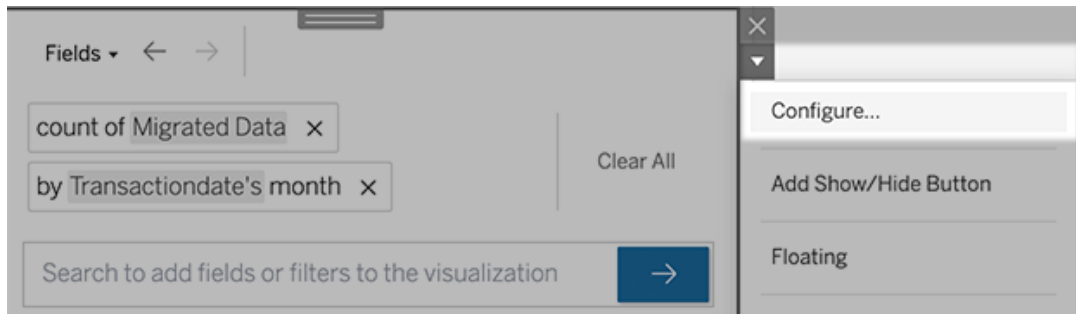 Fields
count of Migrated Data
by Transactiondate's month
Clear All
Search to add fields or filters to the visualization
Configure...
Add Show/Hide Button
Floating